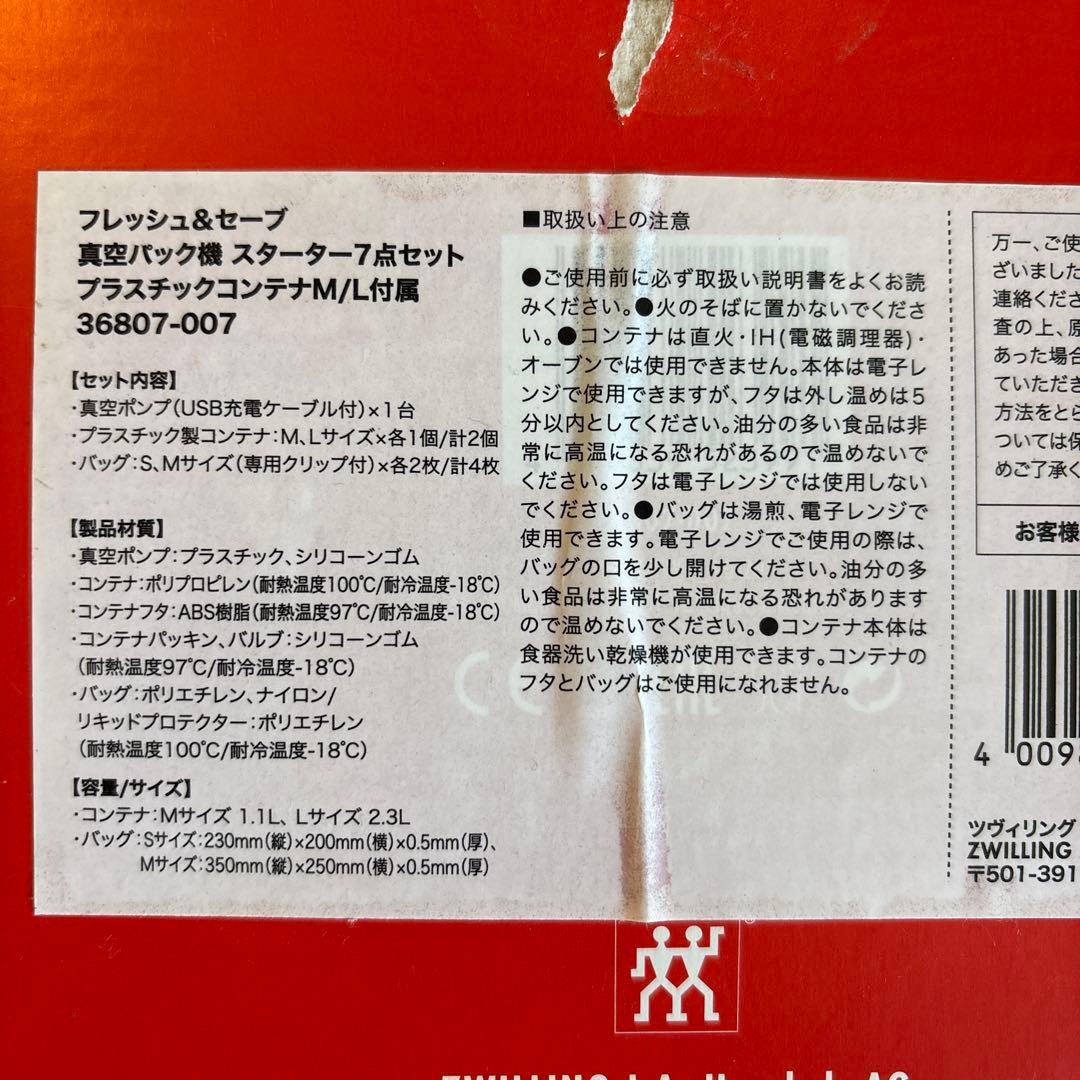 フレッシュ&セーブ
真空パック機 スターター7点セット
プラスチックコンテナM/L付属
36807-007
【セット内容】
・真空ポンプ(USB充電ケーブル付)×1台
・プラスチック製コンテナ:M、Lサイズ×各1個/計2個
・バッグ:S、Mサイズ(専用クリップ付)×各2枚/計4枚
【製品材質】
・真空ポンプ:プラスチック、シリコーンゴム
・コンテナ:ポリプロピレン(耐熱温度100℃/耐冷温度-18℃)
・コンテナフタ:ABS樹脂(耐熱温度97℃/耐冷温度-18℃)
・コンテナパッキン、バルブ:シリコーンゴム
(耐熱温度97℃/耐冷温度-18℃)
・バッグ:ポリエチレン、ナイロン/
リキッドプロテクター:ポリエチレン
(耐熱温度100℃/耐冷温度-18℃)
【容量/サイズ】
・コンテナ:Mサイズ 1.1L、Lサイズ 2.3L
・バッグ:Sサイズ:230mm(縦)×200mm(横)×0.5mm(厚)、
Mサイズ:350mm(縦)×250mm(横)×0.5mm(厚)
■取扱い上の注意
●ご使用前に必ず取扱い説明書をよくお読
みください。●火のそばに置かないでくださ
い。●コンテナは直火・IH(電磁調理器)・
オーブンでは使用できません。本体は電子レ
ンジで使用できますが、フタは外し温めは5
分以内としてください。油分の多い食品は非
常に高温になる恐れがあるので温めないで
ください。フタは電子レンジでは使用しない
でください。●バッグは湯煎、電子レンジで
使用できます。電子レンジでご使用の際は、
バッグの口を少し開けてください。油分の多
い食品は非常に高温になる恐れがあります
ので温めないでください。●コンテナ本体は
食器洗い乾燥機が使用できます。コンテナの
フタとバッグはご使用になれません。
万一、ご使
ざいました
連絡くださ
査の上、原
あった場合
ていただき
方法をとら
ついては保
めご了承く
お客様
4 009
ツヴィリング
ZWILLING
〒501-391